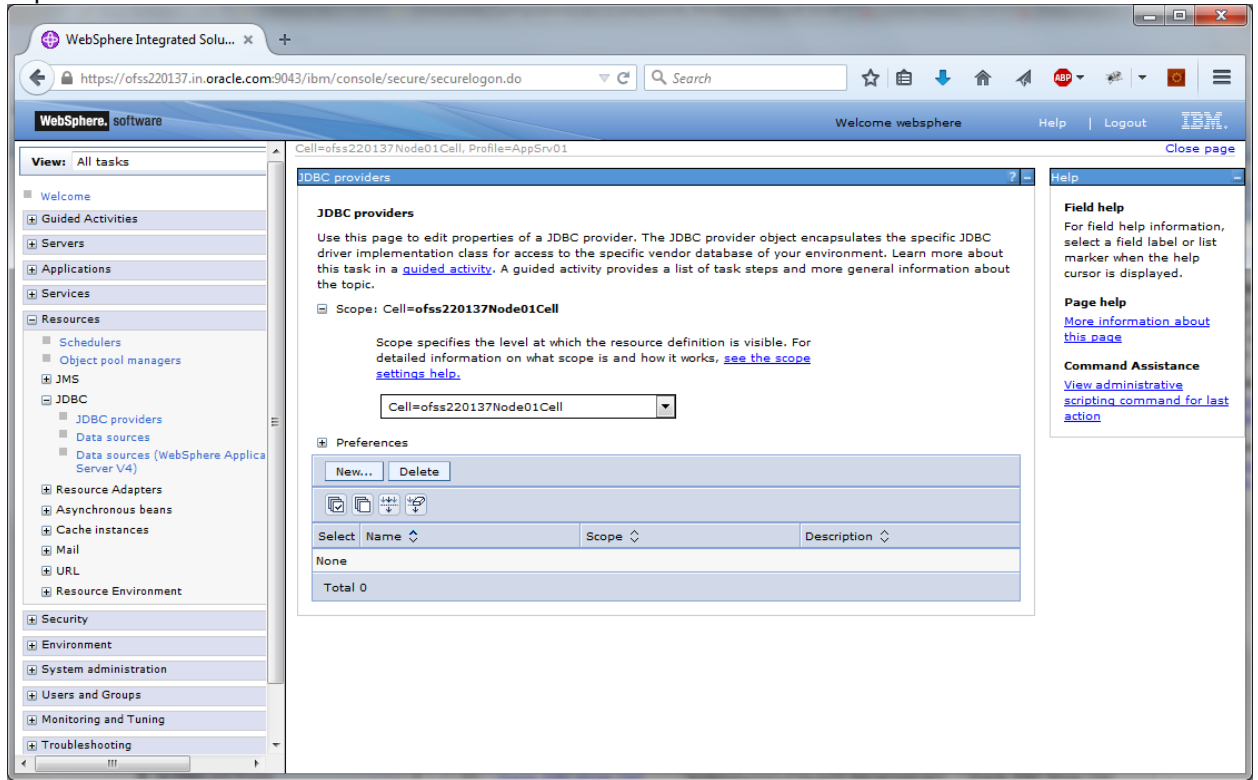 WebSphere Integrated Solu... ×
+
https://ofss220137.in.oracle.com:9043/ibm/console/secure/securelogon.do
Search
ABP
WebSphere. software
Welcome websphere
Help | Logout
IBM.
View: All tasks
Welcome
Guided Activities
Servers
Applications
Services
Resources
Schedulers
Object pool managers
JMS
JDBC
JDBC providers
Data sources
Data sources (WebSphere Applica
Server V4)
Resource Adapters
Asynchronous beans
Cache instances
Mail
URL
Resource Environment
Security
Environment
System administration
Users and Groups
Monitoring and Tuning
Troubleshooting
Cell=ofss220137Node01Cell, Profile=AppSrv01
Close page
JDBC providers
? –
JDBC providers
Use this page to edit properties of a JDBC provider. The JDBC provider object encapsulates the specific JDBC
driver implementation class for access to the specific vendor database of your environment. Learn more about
this task in a guided activity. A guided activity provides a list of task steps and more general information about
the topic.
Scope: Cell=ofss220137Node01Cell
Scope specifies the level at which the resource definition is visible. For
detailed information on what scope is and how it works, see the scope
settings help.
Cell=ofss220137Node01Cell
Preferences
New... Delete
Select Name Scope Description
None
Total 0
Help –
Field help
For field help information,
select a field label or list
marker when the help
cursor is displayed.
Page help
More information about
this page
Command Assistance
View administrative
scripting command for last
action